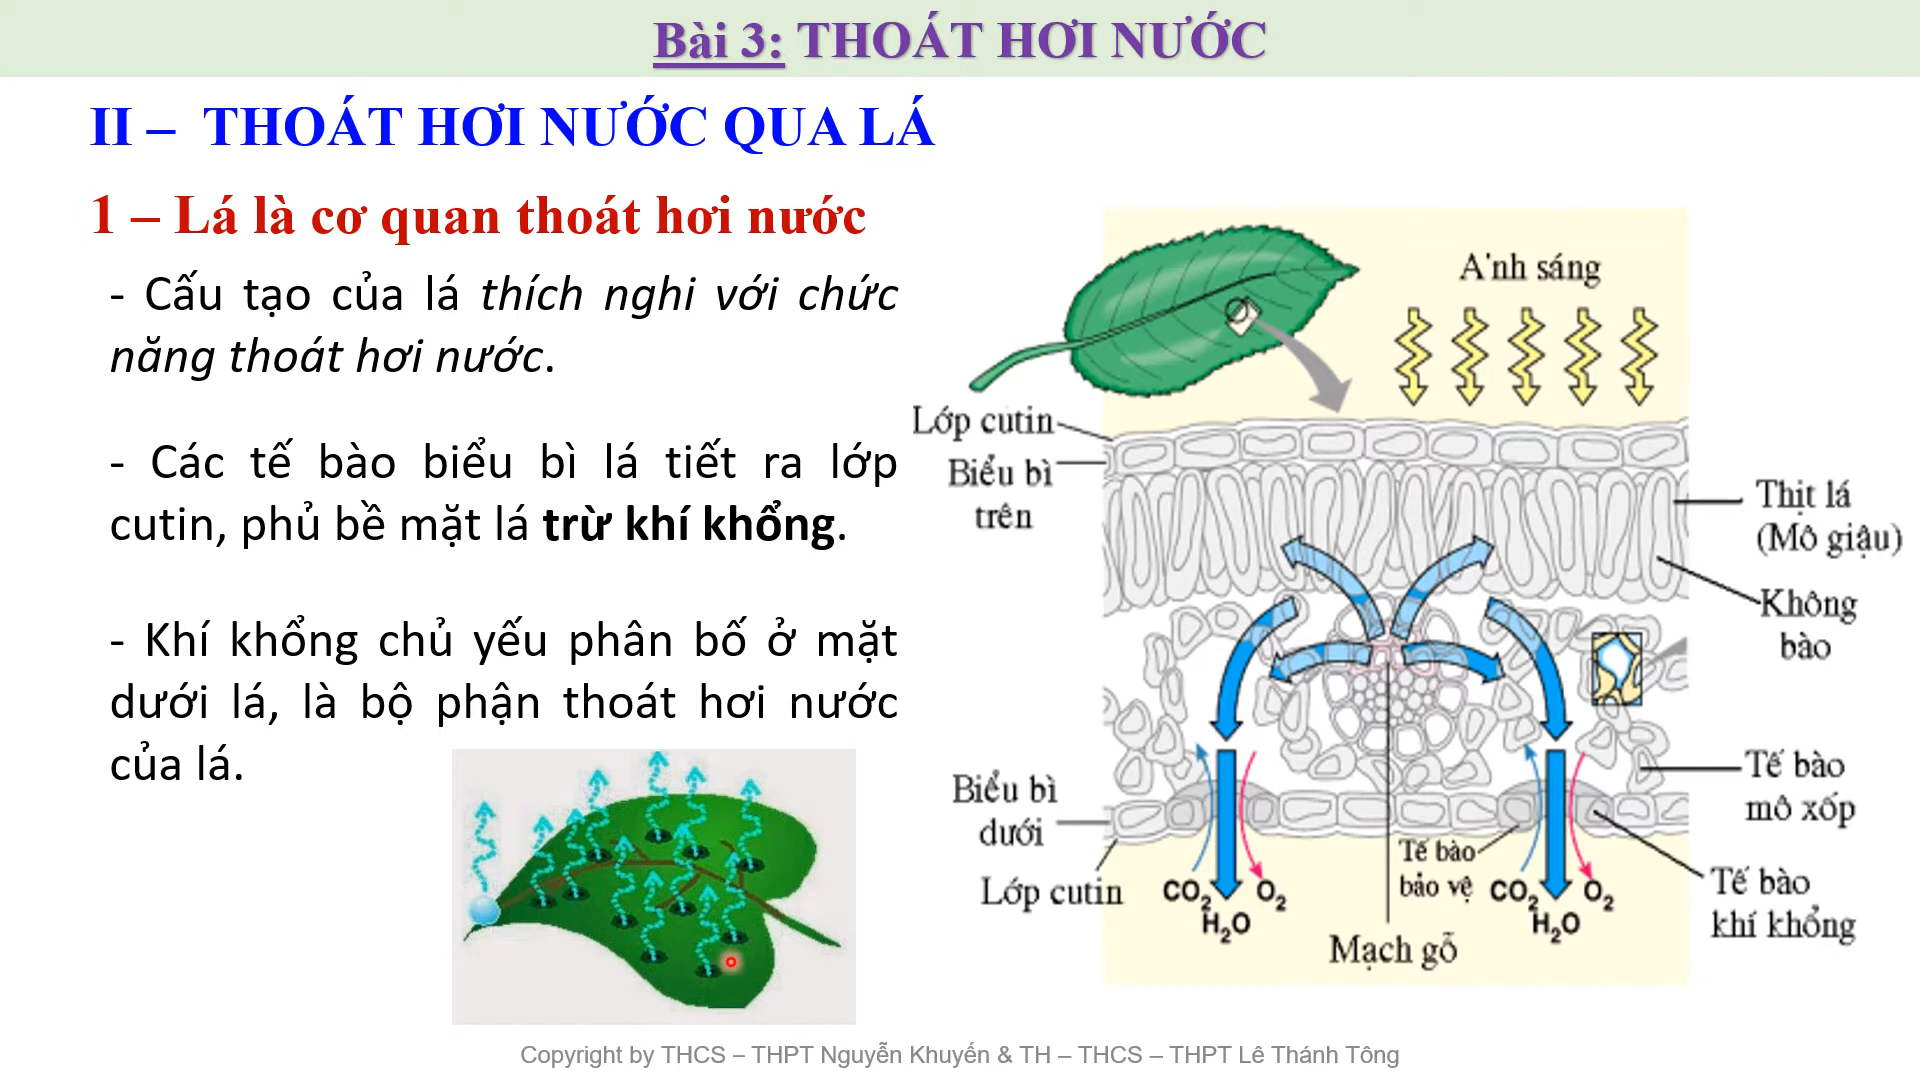 Bài 3: THOÁT HƠI NƯỚC
II – THOÁT HƠI NƯỚC QUA LÁ
1 – Lá là cơ quan thoát hơi nước
- Cấu tạo của lá thích nghi với chức
năng thoát hơi nước.
- Các tế bào biểu bì lá tiết ra lớp
cutin, phủ bề mặt lá trừ khí khổng.
- Khí khổng chủ yếu phân bố ở mặt
dưới lá, là bộ phận thoát hơi nước
của lá.
A'nh sáng
Lớp cutin
Biểu bì
trên
Thịt lá
(Mô giậu)
Không
bào
Tế bào
mô xốp
Biểu bì
dưới
Lớp cutin
Tế bào
bảo vệ
CO2
O2
H2O
CO2
O2
H2O
Tế bào
khí khổng
Mạch gỗ
Copyright by THCS – THPT Nguyễn Khuyến & TH – THCS – THPT Lê Thánh Tông